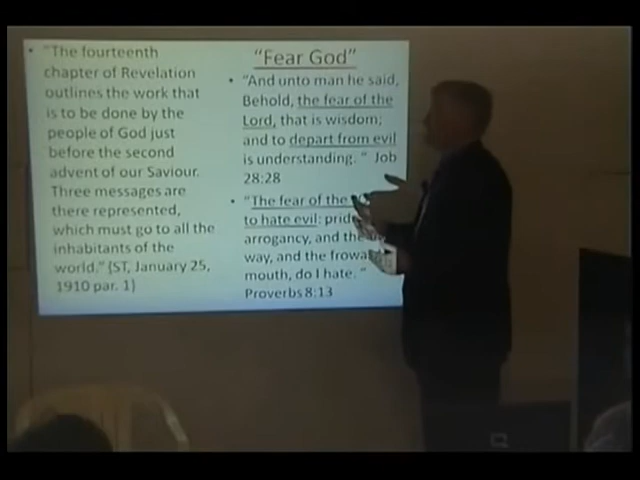 • "The fourteenth
chapter of Revelation
outlines the work that
is to be done by the
people of God just
before the second
advent of our Saviour.
Three messages are
there represented,
which must go to all the
inhabitants of the
world." {ST, January 25,
1910 par. 1}
"Fear God"
• "And unto man he said,
Behold, the fear of the
Lord, that is wisdom;
and to depart from evil
is understanding. " Job
28:28
• "The fear of the
to hate evil: prid
arrogancy, and the
way, and the frowa
mouth, do I hate. "
Proverbs 8:13